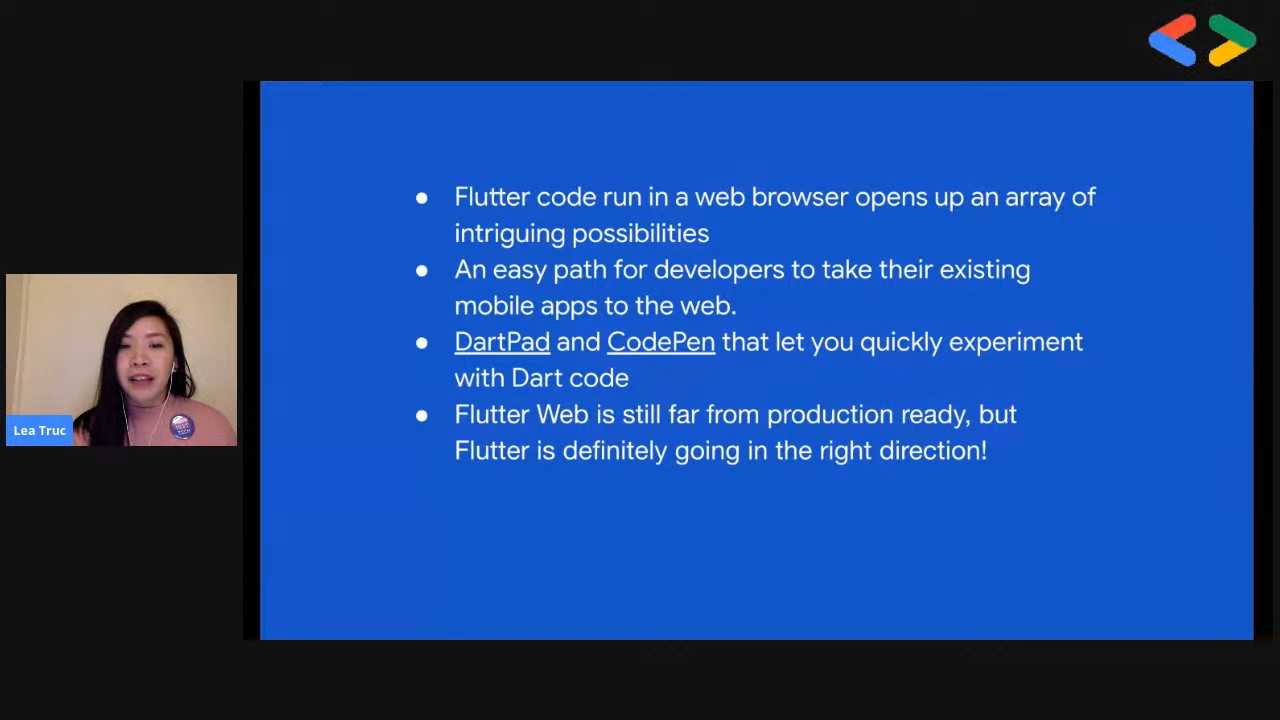 ● Flutter code run in a web browser opens up an array of
intriguing possibilities
● An easy path for developers to take their existing
mobile apps to the web.
● DartPad and CodePen that let you quickly experiment
with Dart code
● Flutter Web is still far from production ready, but
Flutter is definitely going in the right direction!
Lea Truc